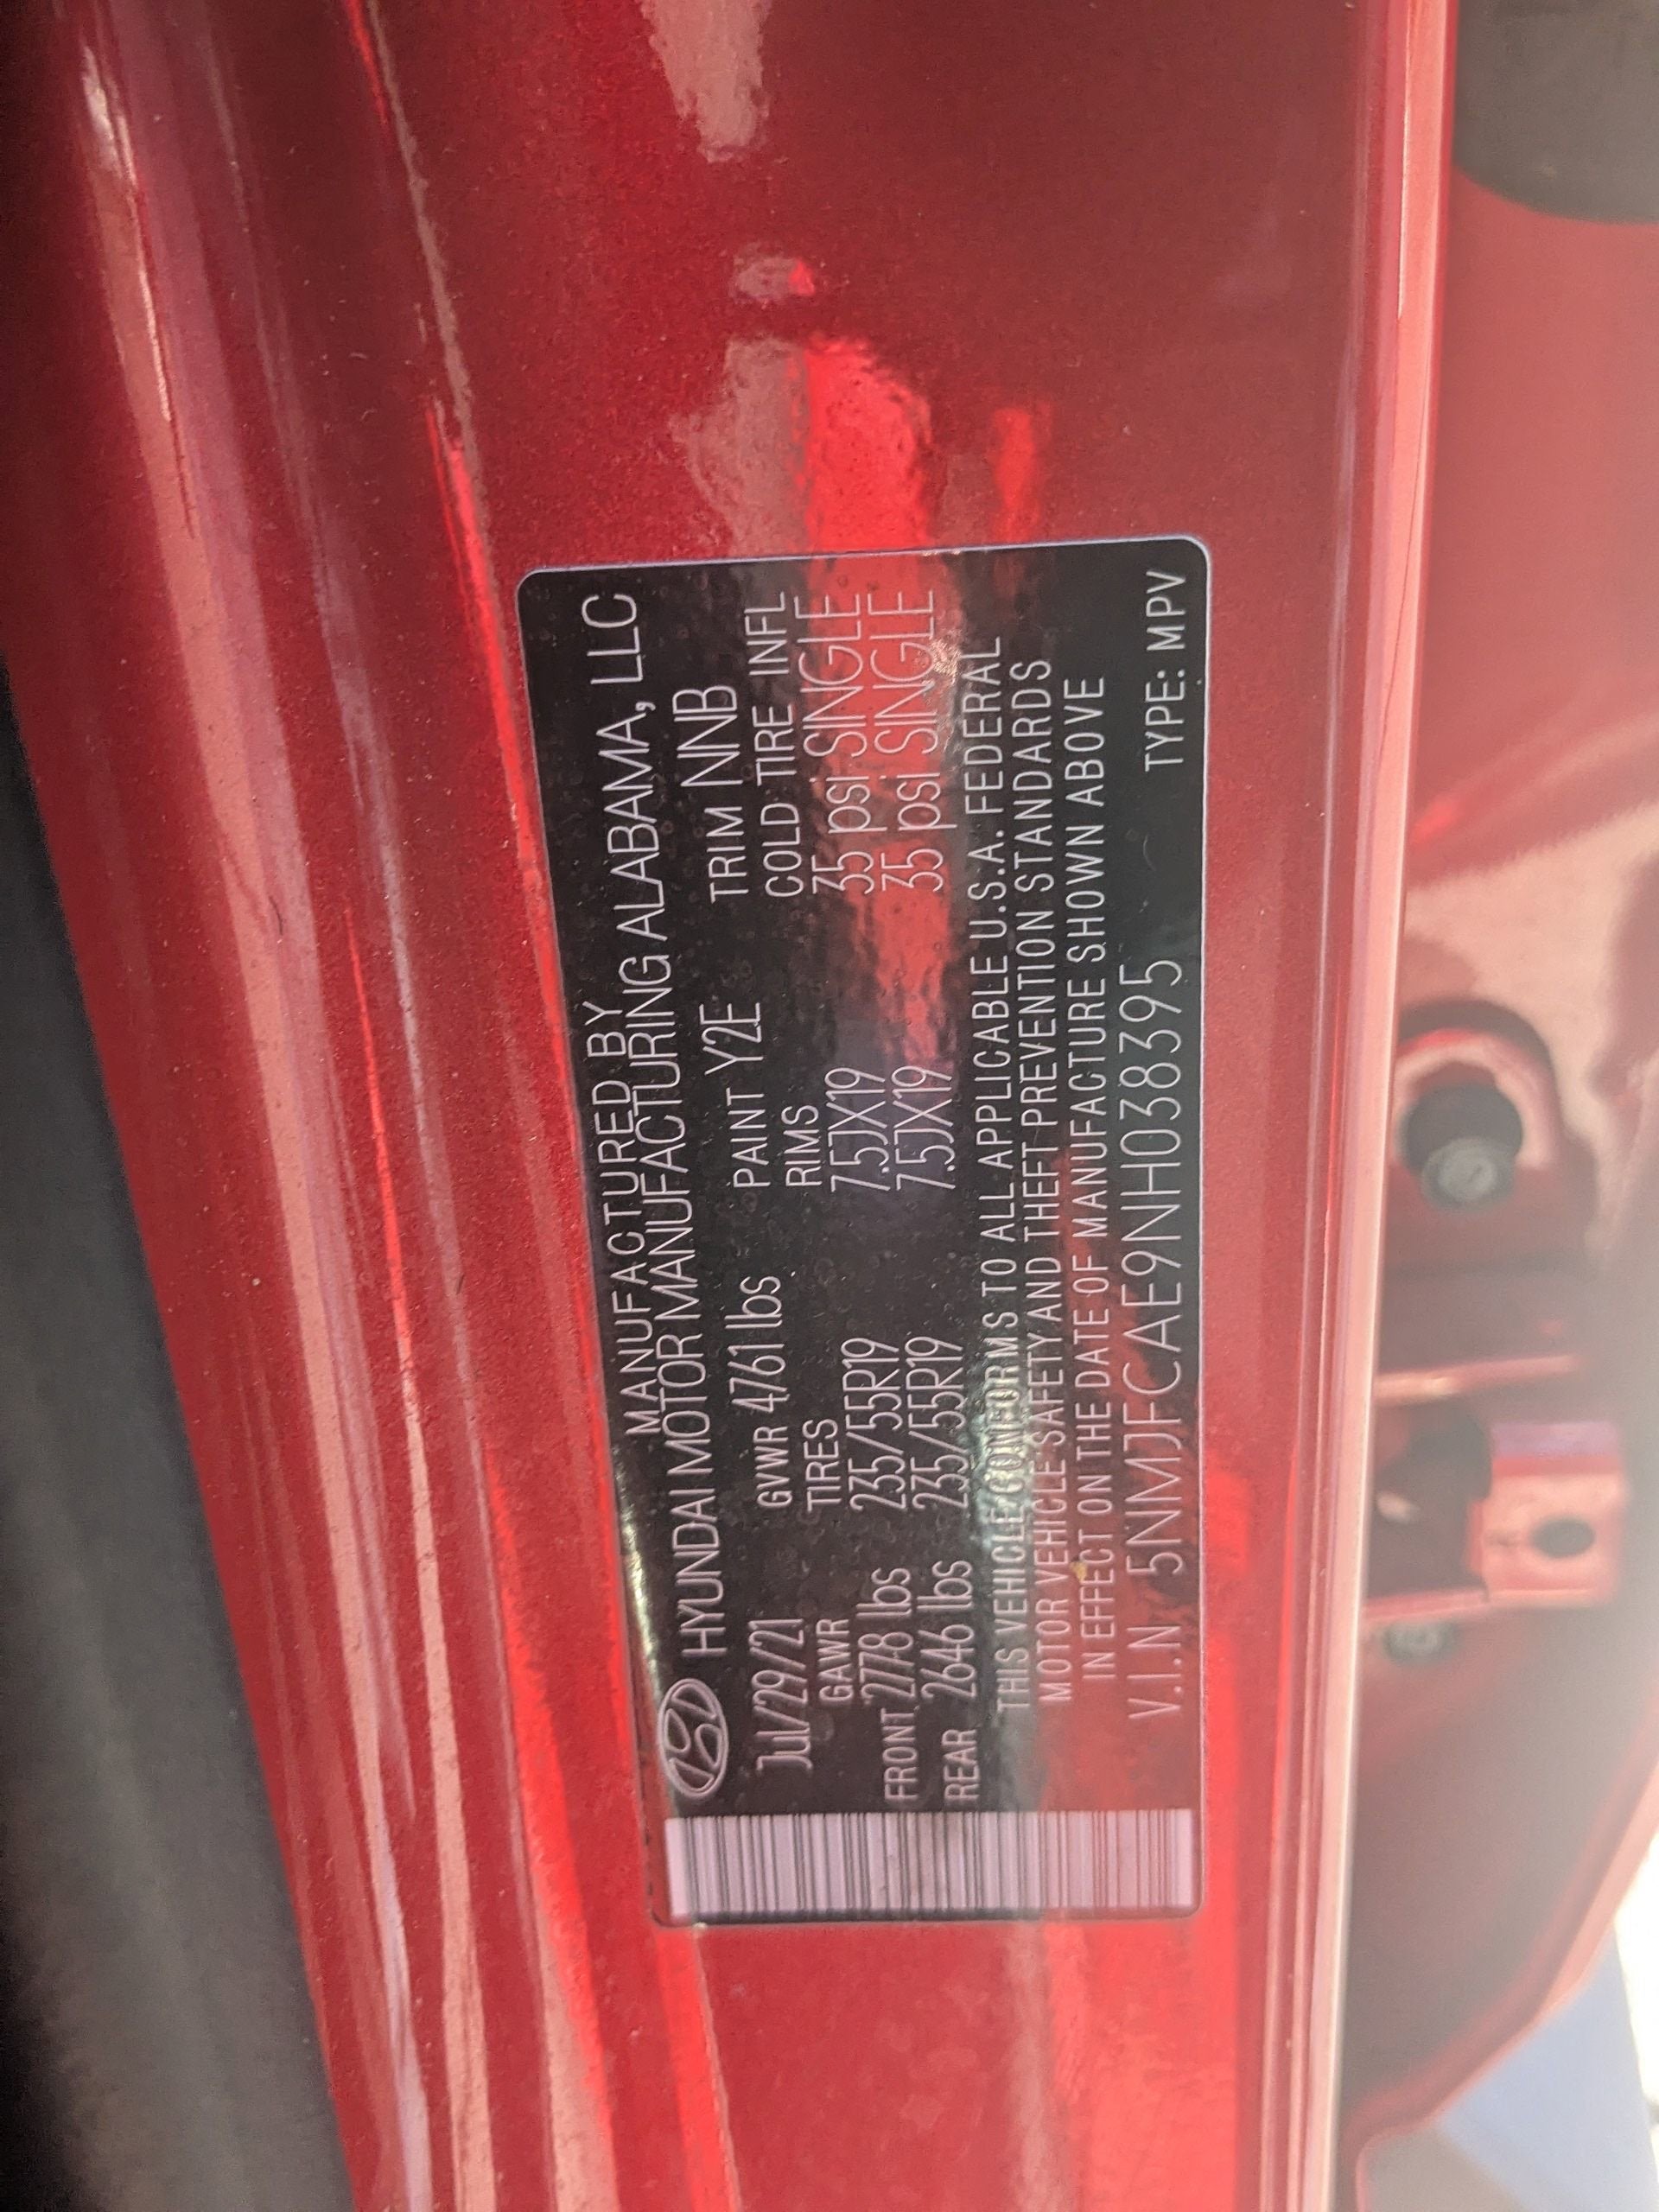 MANUFACTURED BY
HYUNDAI MOTOR MANUFACTURING ALABAMA, LLC
Jul/29/21 GVWR 4761 lbs PAINT Y2E TRIM NNB
GAWR TIRES RIMS COLD TIRE INFL
FRONT 2778 lbs 235/55R19 7.5JX19 35 psi SINGLE
REAR 2646 lbs 235/55R19 7.5JX19 35 psi SINGLE
THIS VEHICLE CONFORMS TO ALL APPLICABLE U.S.A. FEDERAL
MOTOR VEHICLE SAFETY AND THEFT PREVENTION STANDARDS
IN EFFECT ON THE DATE OF MANUFACTURE SHOWN ABOVE
V.I.N 5NMJFCAE9NH038395 TYPE: MPV